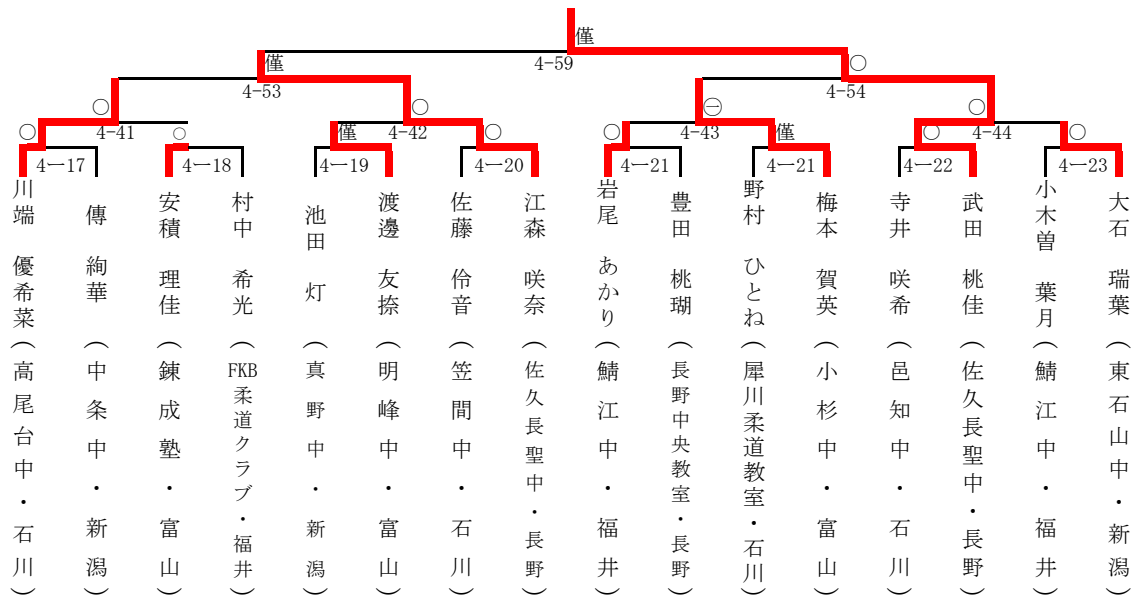 僅
4-59
僅
〇
4-53
4-54
〇
〇
㊀
〇
4-41
〇
僅
4-42
〇
〇
4-43
僅
〇
4-44
〇
〇
4ー17
4ー18
4ー19
4ー20
4ー21
4ー21
4ー22
4ー23
川端 優希菜(高尾台中・石川)
傳 絢華(中条中・新潟)
安積 理佳(錬成塾・富山)
村中 希光(FKB柔道クラブ・福井)
池田 灯(真野中・新潟)
渡邊 友捺(明峰中・富山)
佐藤 伶音(笠間中・石川)
江森 咲奈(佐久長聖中・長野)
岩尾 あかり(鯖江中・福井)
豊田 桃瑚(長野中央教室・長野)
野村 ひとね(犀川柔道教室・石川)
梅本 賀英(小杉中・富山)
寺井 咲希(邑知中・石川)
武田 桃佳(佐久長聖中・長野)
小木曽 葉月(鯖江中・福井)
大石 瑞葉(東石山中・新潟)